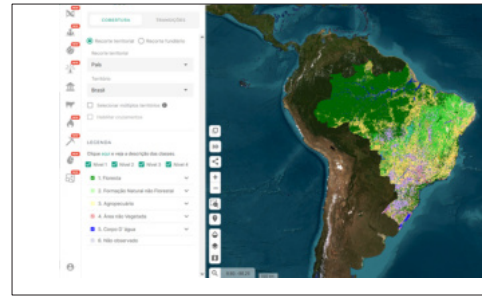 COBERTURA TRANSIÇÕES
Recorte territorial Recorte fundiário
Recorte territorial
País
Território
Brasil
Selecionar múltiplos territórios
LEGENDA
Clique aqui e veja a descrição das classes
Nível 1 Nível 2 Nível 3 Nível 4
1. Floresta
2. Formação Natural não Florestal
3. Agropecuária
4. Área não Vegetada
5. Corpo D'água
6. Não observado
3D